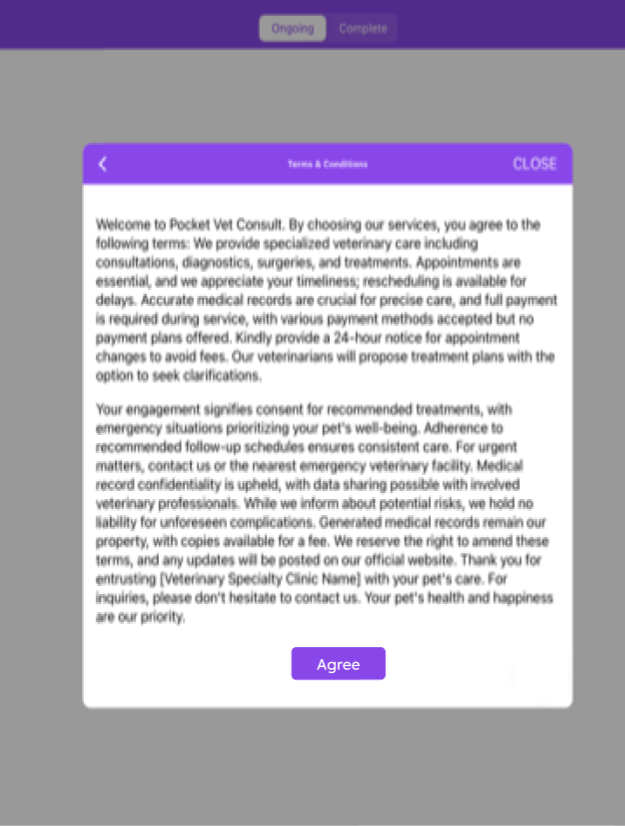 Ongoing Complete
Terms & Conditions CLOSE
Welcome to Pocket Vet Consult. By choosing our services, you agree to the
following terms: We provide specialized veterinary care including
consultations, diagnostics, surgeries, and treatments. Appointments are
essential, and we appreciate your timeliness; rescheduling is available for
delays. Accurate medical records are crucial for precise care, and full payment
is required during service, with various payment methods accepted but no
payment plans offered. Kindly provide a 24-hour notice for appointment
changes to avoid fees. Our veterinarians will propose treatment plans with the
option to seek clarifications.
Your engagement signifies consent for recommended treatments, with
emergency situations prioritizing your pet's well-being. Adherence to
recommended follow-up schedules ensures consistent care. For urgent
matters, contact us or the nearest emergency veterinary facility. Medical
record confidentiality is upheld, with data sharing possible with involved
veterinary professionals. While we inform about potential risks, we hold no
liability for unforeseen complications. Generated medical records remain our
property, with copies available for a fee. We reserve the right to amend these
terms, and any updates will be posted on our official website. Thank you for
entrusting [Veterinary Specialty Clinic Name] with your pet's care. For
inquiries, please don't hesitate to contact us. Your pet's health and happiness
are our priority.
Agree